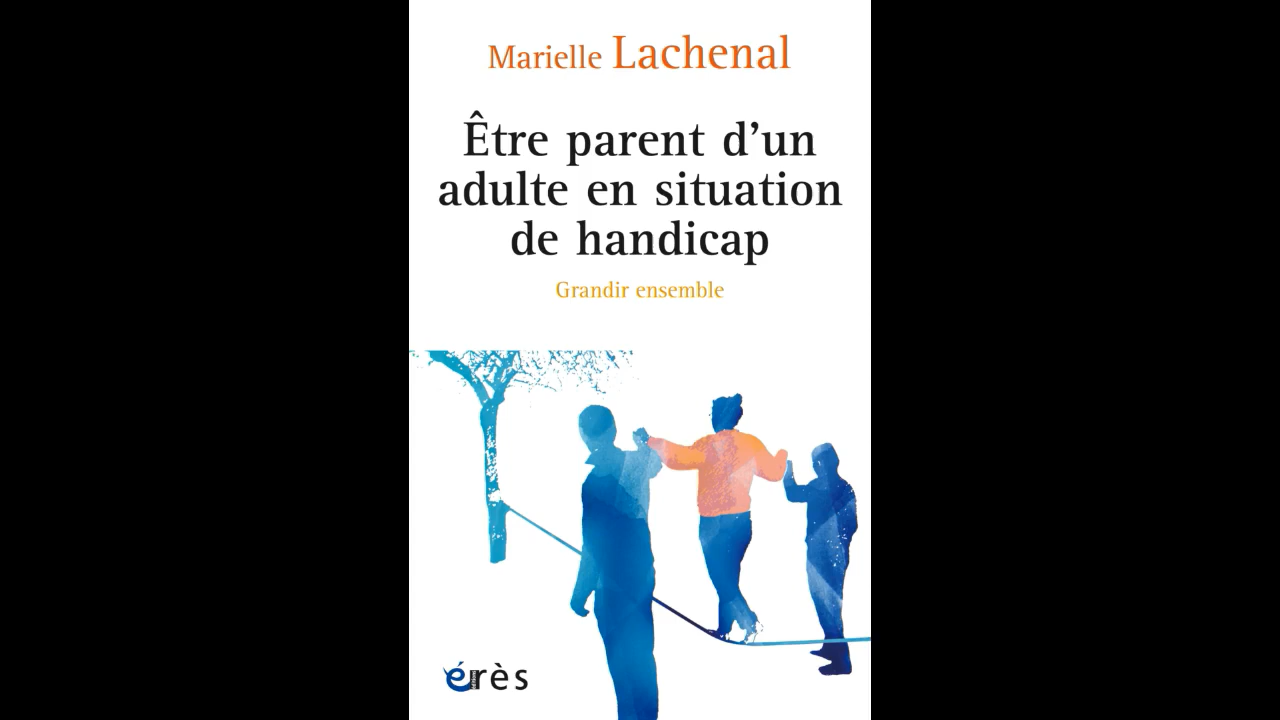 Marielle Lachenal
Être parent d’un
adulte en situation
de handicap
Grandir ensemble
érès